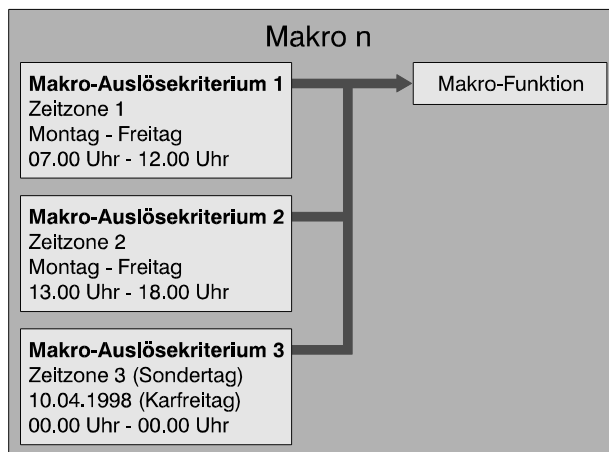 Makro n
Makro-Auslösekriterium 1
Zeitzone 1
Montag - Freitag
07.00 Uhr - 12.00 Uhr
Makro-Funktion
Makro-Auslösekriterium 2
Zeitzone 2
Montag - Freitag
13.00 Uhr - 18.00 Uhr
Makro-Auslösekriterium 3
Zeitzone 3 (Sondertag)
10.04.1998 (Karfreitag)
00.00 Uhr - 00.00 Uhr